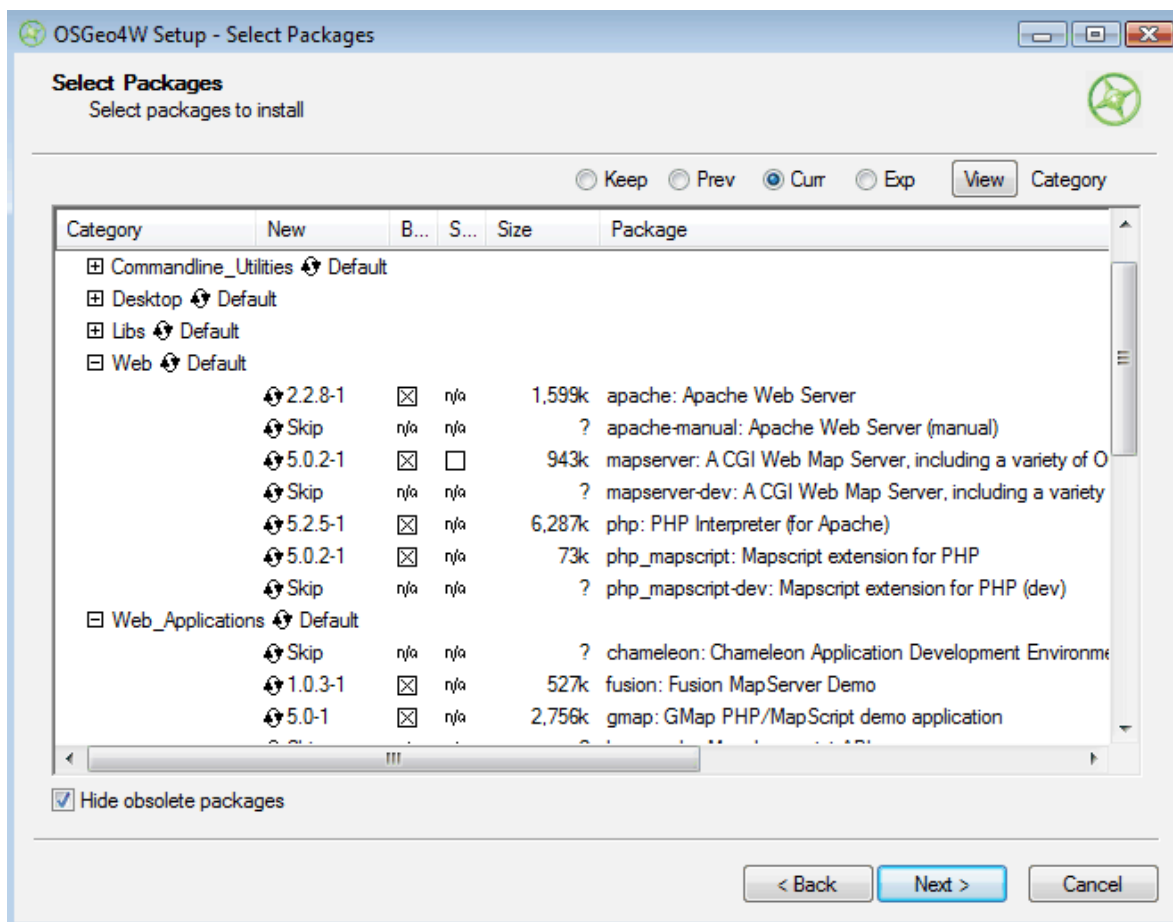 OSGeo4W Setup - Select Packages
Select Packages
Select packages to install
Keep Prev Curr Exp View Category
Category New B... S... Size Package
Commandline_Utilities Default
Desktop Default
Libs Default
Web Default
2.2.8-1 n/a 1,599k apache: Apache Web Server
Skip n/a n/a ? apache-manual: Apache Web Server (manual)
5.0.2-1 943k mapserver: A CGI Web Map Server, including a variety of O
Skip n/a n/a ? mapserver-dev: A CGI Web Map Server, including a variety
5.2.5-1 n/a 6,287k php: PHP Interpreter (for Apache)
5.0.2-1 n/a 73k php_mapscript: Mapscript extension for PHP
Skip n/a n/a ? php_mapscript-dev: Mapscript extension for PHP (dev)
Web_Applications Default
Skip n/a n/a ? chameleon: Chameleon Application Development Environme
1.0.3-1 n/a 527k fusion: Fusion MapServer Demo
5.0-1 n/a 2,756k gmap: GMap PHP/MapScript demo application
Hide obsolete packages
< Back Next > Cancel